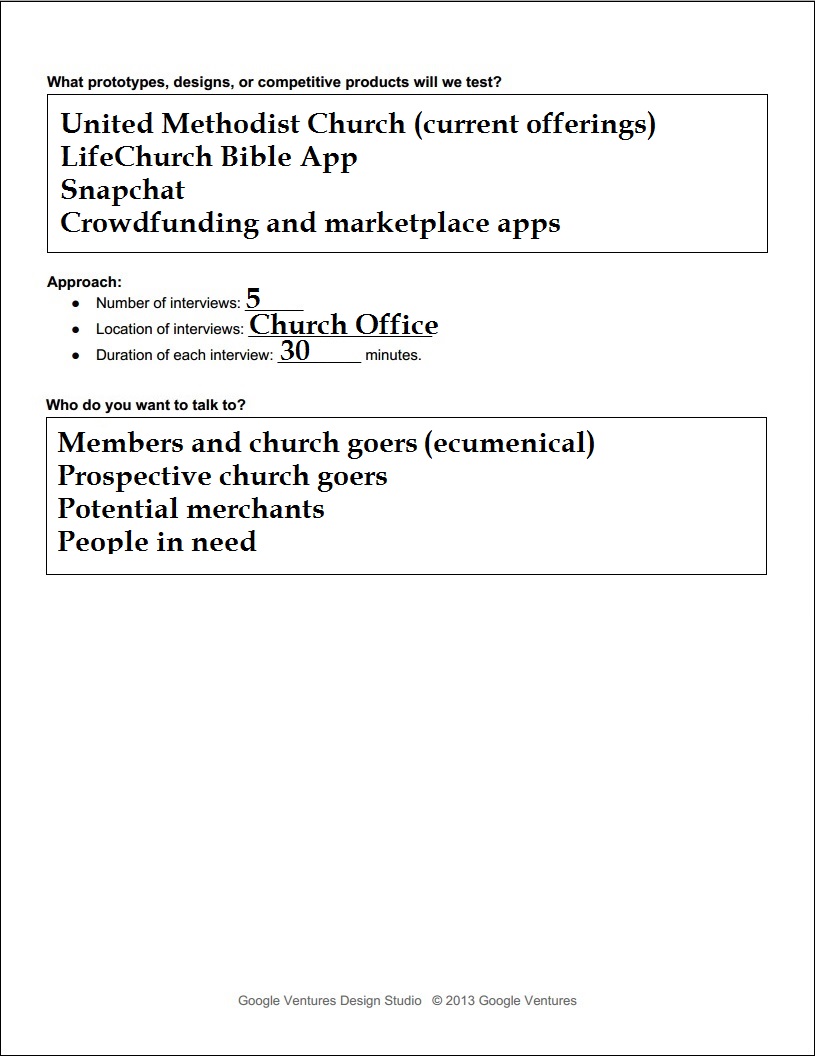 What prototypes, designs, or competitive products will we test?
United Methodist Church (current offerings)
LifeChurch Bible App
Snapchat
Crowdfunding and marketplace apps
Approach:
● Number of interviews: 5
● Location of interviews: Church Office
● Duration of each interview: 30 minutes.
Who do you want to talk to?
Members and church goers (ecumenical)
Prospective church goers
Potential merchants
People in need
Google Ventures Design Studio © 2013 Google Ventures